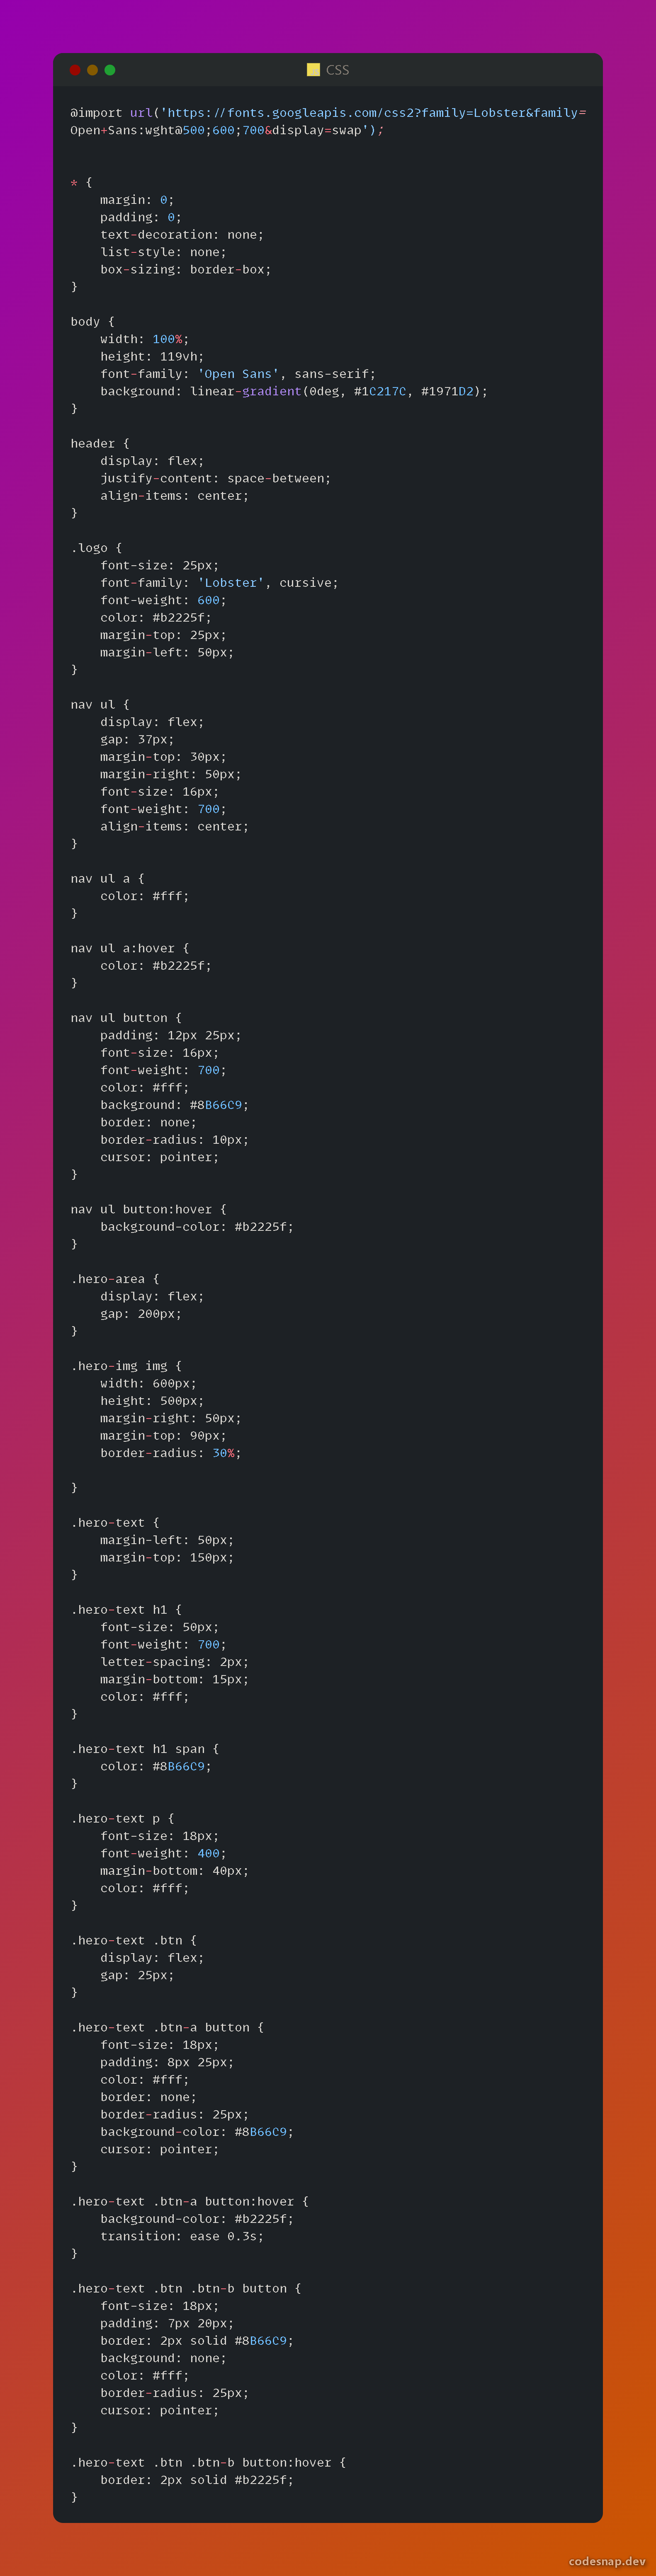 CSS
@import url('https://fonts.googleapis.com/css2?family=Lobster&family=
Open+Sans:wght@500;600;700&display=swap');
* {
    margin: 0;
    padding: 0;
    text-decoration: none;
    list-style: none;
    box-sizing: border-box;
}
body {
    width: 100%;
    height: 119vh;
    font-family: 'Open Sans', sans-serif;
    background: linear-gradient(0deg, #1C217C, #1971D2);
}
header {
    display: flex;
    justify-content: space-between;
    align-items: center;
}
.logo {
    font-size: 25px;
    font-family: 'Lobster', cursive;
    font-weight: 600;
    color: #b2225f;
    margin-top: 25px;
    margin-left: 50px;
}
nav ul {
    display: flex;
    gap: 37px;
    margin-top: 30px;
    margin-right: 50px;
    font-size: 16px;
    font-weight: 700;
    align-items: center;
}
nav ul a {
    color: #fff;
}
nav ul a:hover {
    color: #b2225f;
}
nav ul button {
    padding: 12px 25px;
    font-size: 16px;
    font-weight: 700;
    color: #fff;
    background: #8B66C9;
    border: none;
    border-radius: 10px;
    cursor: pointer;
}
nav ul button:hover {
    background-color: #b2225f;
}
.hero-area {
    display: flex;
    gap: 200px;
}
.hero-img img {
    width: 600px;
    height: 500px;
    margin-right: 50px;
    margin-top: 90px;
    border-radius: 30%;
}
.hero-text {
    margin-left: 50px;
    margin-top: 150px;
}
.hero-text h1 {
    font-size: 50px;
    font-weight: 700;
    letter-spacing: 2px;
    margin-bottom: 15px;
    color: #fff;
}
.hero-text h1 span {
    color: #8B66C9;
}
.hero-text p {
    font-size: 18px;
    font-weight: 400;
    margin-bottom: 40px;
    color: #fff;
}
.hero-text .btn {
    display: flex;
    gap: 25px;
}
.hero-text .btn-a button {
    font-size: 18px;
    padding: 8px 25px;
    color: #fff;
    border: none;
    border-radius: 25px;
    background-color: #8B66C9;
    cursor: pointer;
}
.hero-text .btn-a button:hover {
    background-color: #b2225f;
    transition: ease 0.3s;
}
.hero-text .btn .btn-b button {
    font-size: 18px;
    padding: 7px 20px;
    border: 2px solid #8B66C9;
    background: none;
    color: #fff;
    border-radius: 25px;
    cursor: pointer;
}
.hero-text .btn .btn-b button:hover {
    border: 2px solid #b2225f;
}
codesnap.dev